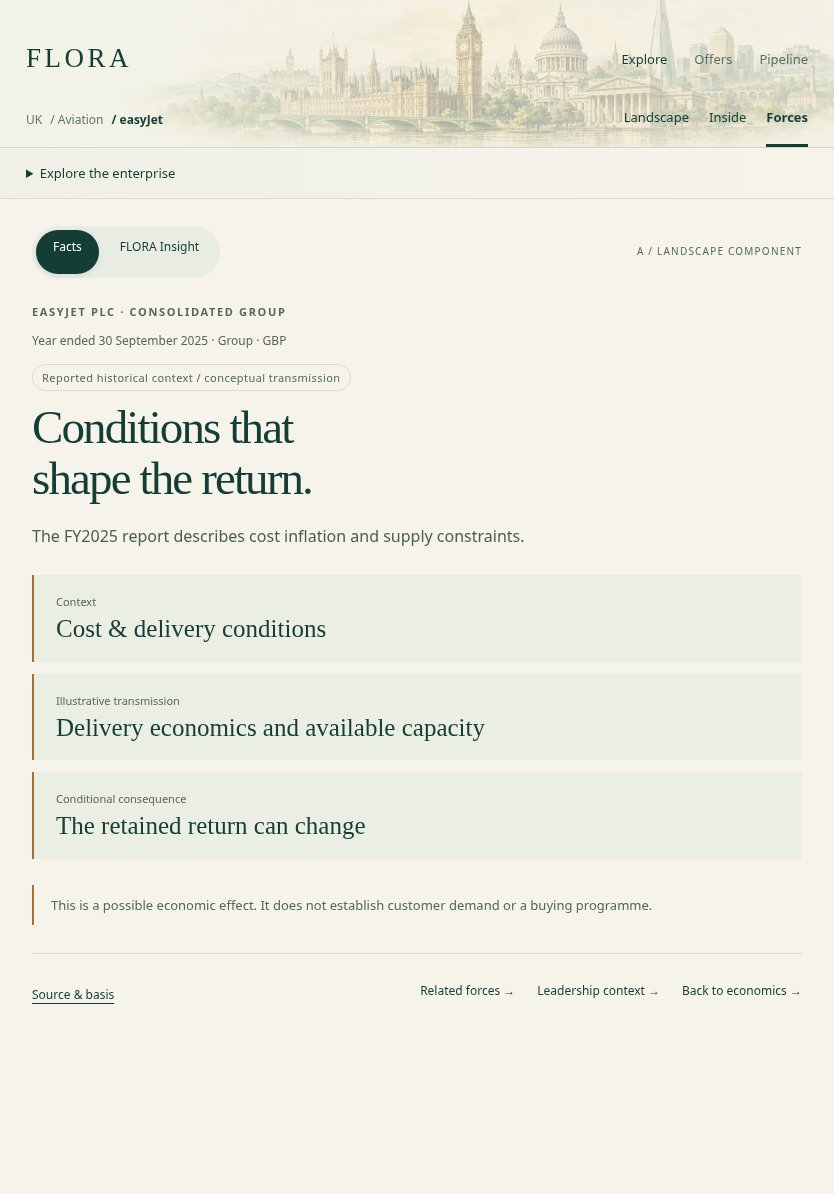 FLORA
Explore Offers Pipeline
UK / Aviation / easyJet
Landscape Inside Forces
▶ Explore the enterprise
Facts FLORA Insight
A / LANDSCAPE COMPONENT
EASYJET PLC · CONSOLIDATED GROUP
Year ended 30 September 2025 · Group · GBP
Reported historical context / conceptual transmission
Conditions that
shape the return.
The FY2025 report describes cost inflation and supply constraints.
Context
Cost & delivery conditions
Illustrative transmission
Delivery economics and available capacity
Conditional consequence
The retained return can change
This is a possible economic effect. It does not establish customer demand or a buying programme.
Source & basis
Related forces → Leadership context → Back to economics →